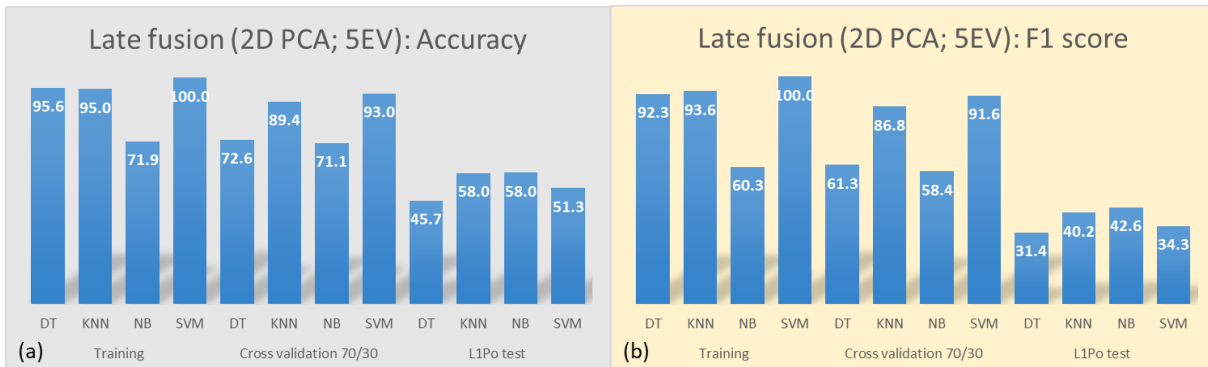 Late fusion (2D PCA; 5EV): Accuracy
95.6 95.0 71.9 100.0 72.6 89.4 71.1 93.0 45.7 58.0 58.0 51.3
DT KNN NB SVM DT KNN NB SVM DT KNN NB SVM
(a) Training Cross validation 70/30 L1Po test
Late fusion (2D PCA; 5EV): F1 score
92.3 93.6 60.3 100.0 61.3 86.8 58.4 91.6 31.4 40.2 42.6 34.3
DT KNN NB SVM DT KNN NB SVM DT KNN NB SVM
(b) Training Cross validation 70/30 L1Po test